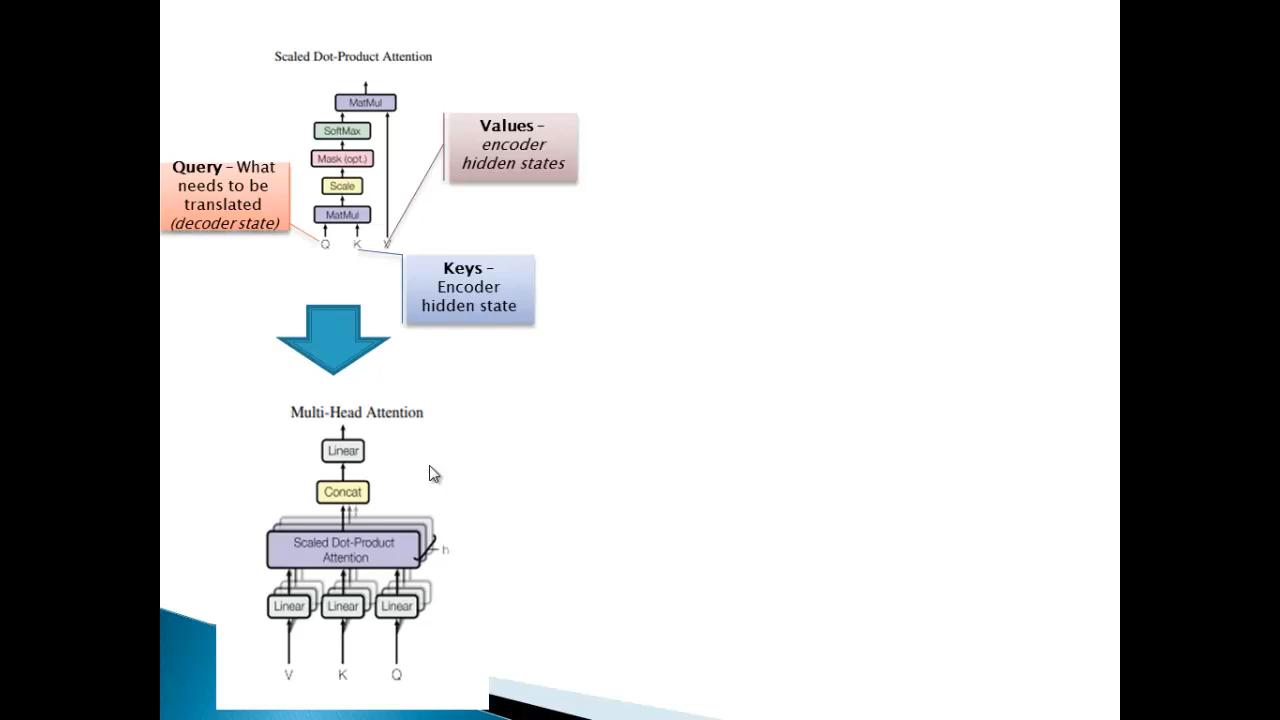 Scaled Dot-Product Attention
MatMul
SoftMax
Mask (opt.)
Scale
MatMul
Q
K
V
Query – What
needs to be
translated
(decoder state)
Values –
encoder
hidden states
Keys –
Encoder
hidden state
Multi-Head Attention
Linear
Concat
Scaled Dot-Product
Attention
h
Linear
Linear
Linear
V
K
Q